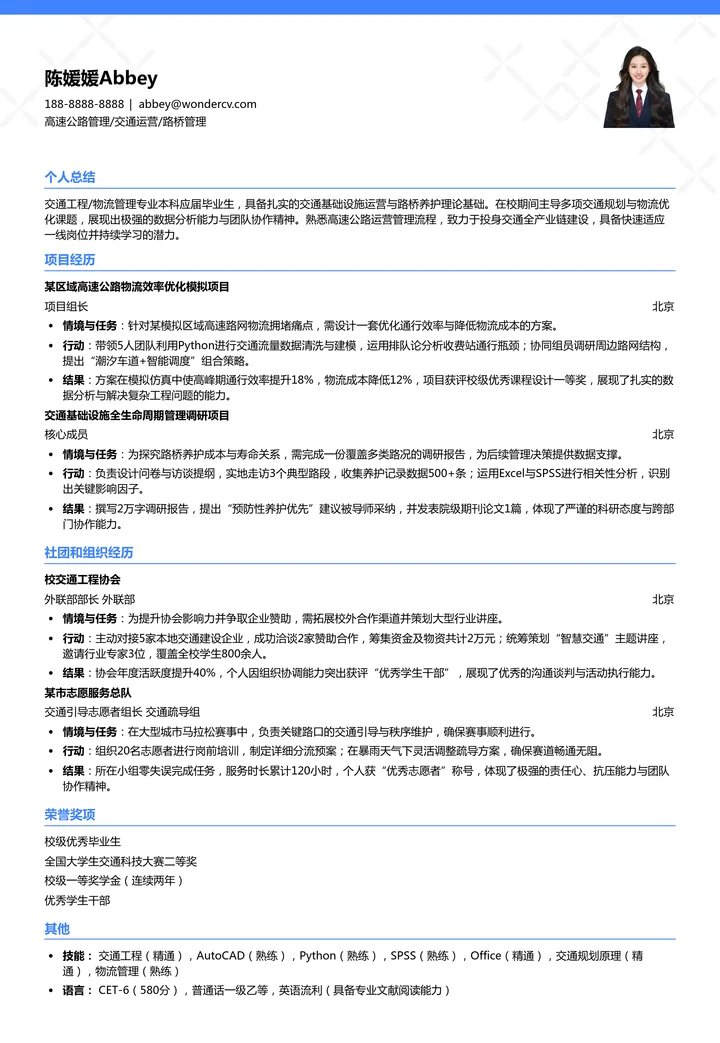 陈媛媛Abbey
188-8888-8888 | abbey@wondercv.com
高速公路管理/交通运营/路桥管理
个人总结
交通工程/物流管理专业本科应届毕业生，具备扎实的交通基础设施运营与路桥养护理论基础。在校期间主导多项交通规划与物流优
化课题，展现出极强的数据分析能力与团队协作精神。熟悉高速公路运营管理流程，致力于投身交通全产业链建设，具备快速适应
一线岗位并持续学习的潜力。
项目经历
某区域高速公路物流效率优化模拟项目
项目组长 北京
• 情境与任务：针对某模拟区域高速路网物流拥堵痛点，需设计一套优化通行效率与降低物流成本的方案。
• 行动：带领5人团队利用Python进行交通流量数据清洗与建模，运用排队论分析收费站通行瓶颈；协同组员调研周边路网结构，
提出“潮汐车道+智能调度”组合策略。
• 结果：方案在模拟仿真中使高峰期通行效率提升18%，物流成本降低12%，项目获评校级优秀课程设计一等奖，展现了扎实的数
据分析与解决复杂工程问题的能力。
交通基础设施全生命周期管理调研项目
核心成员 北京
• 情境与任务：为探究路桥养护成本与寿命关系，需完成一份覆盖多类路况的调研报告，为后续管理决策提供数据支撑。
• 行动：负责设计问卷与访谈提纲，实地走访3个典型路段，收集养护记录数据500+条；运用Excel与SPSS进行相关性分析，识别
出关键影响因子。
• 结果：撰写2万字调研报告，提出“预防性养护优先”建议被导师采纳，并发表院级期刊论文1篇，体现了严谨的科研态度与跨部
门协作能力。
社团和组织经历
校交通工程协会
外联部部长 外联部 北京
• 情境与任务：为提升协会影响力并争取企业赞助，需拓展校外合作渠道并策划大型行业讲座。
• 行动：主动对接5家本地交通建设企业，成功洽谈2家赞助合作，筹集资金及物资共计2万元；统筹策划“智慧交通”主题讲座，
邀请行业专家3位，覆盖全校学生800余人。
• 结果：协会年度活跃度提升40%，个人因组织协调能力突出获评“优秀学生干部”，展现了优秀的沟通谈判与活动执行能力。
某市志愿服务总队
交通引导志愿者组长 交通疏导组 北京
• 情境与任务：在大型城市马拉松赛事中，负责关键路口的交通引导与秩序维护，确保赛事顺利进行。
• 行动：组织20名志愿者进行岗前培训，制定详细分流预案；在暴雨天气下灵活调整疏导方案，确保赛道畅通无阻。
• 结果：所在小组零失误完成任务，服务时长累计120小时，个人获“优秀志愿者”称号，体现了极强的责任心、抗压能力与团队
协作精神。
荣誉奖项
校级优秀毕业生
全国大学生交通科技大赛二等奖
校级一等奖学金（连续两年）
优秀学生干部
其他
• 技能： 交通工程（精通），AutoCAD（熟练），Python（熟练），SPSS（熟练），Office（精通），交通规划原理（精
通），物流管理（熟练）
• 语言： CET-6（580分），普通话一级乙等，英语流利（具备专业文献阅读能力）